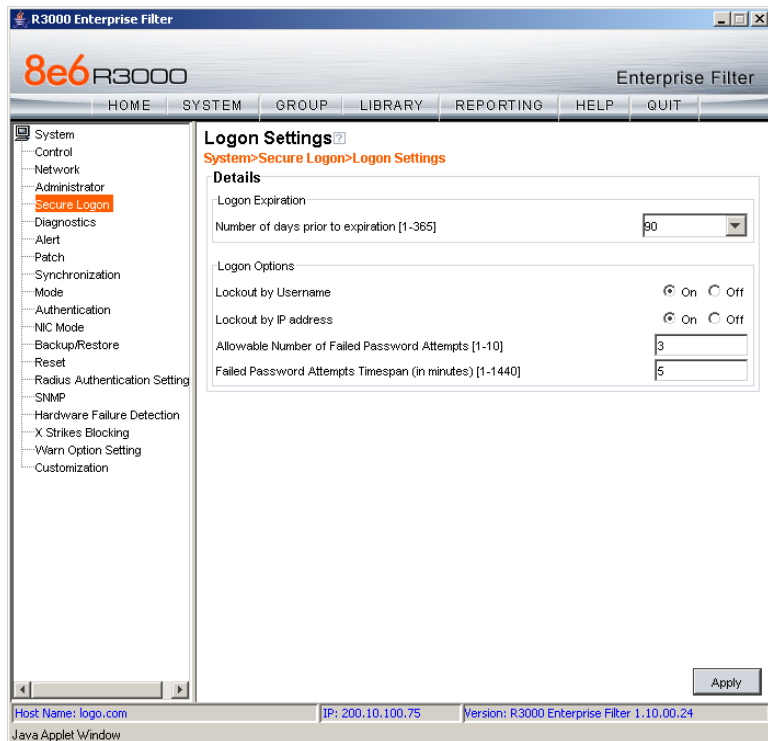 R3000 Enterprise Filter
8e6 R3000
Enterprise Filter
HOME SYSTEM GROUP LIBRARY REPORTING HELP QUIT
System
Control
Network
Administrator
Secure Logon
Diagnostics
Alert
Patch
Synchronization
Mode
Authentication
NIC Mode
Backup/Restore
Reset
Radius Authentication Setting
SNMP
Hardware Failure Detection
X Strikes Blocking
Warn Option Setting
Customization
Logon Settings ?
System>Secure Logon>Logon Settings
Details
Logon Expiration
Number of days prior to expiration [1-365] 90
Logon Options
Lockout by Username On Off
Lockout by IP address On Off
Allowable Number of Failed Password Attempts [1-10] 3
Failed Password Attempts Timespan (in minutes) [1-1440] 5
Apply
Host Name: logo.com IP: 200.10.100.75 Version: R3000 Enterprise Filter 1.10.00.24
Java Applet Window